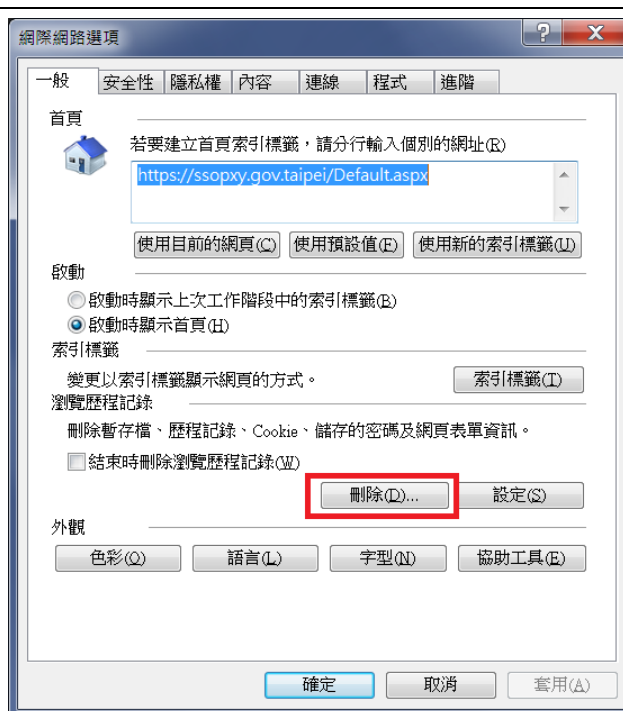 網際網路選項
一般 安全性 隱私權 內容 連線 程式 進階
首頁
若要建立首頁索引標籤，請分行輸入個別的網址(R)
https://ssopxy.gov.taipei/Default.aspx
使用目前的網頁(C) 使用預設值(F) 使用新的索引標籤(U)
啟動
啟動時顯示上次工作階段中的索引標籤(B)
啟動時顯示首頁(H)
索引標籤
變更以索引標籤顯示網頁的方式。 索引標籤(T)
瀏覽歷程記錄
刪除暫存檔、歷程記錄、Cookie、儲存的密碼及網頁表單資訊。
結束時刪除瀏覽歷程記錄(W)
刪除(D)... 設定(S)
外觀
色彩(O) 語言(L) 字型(N) 協助工具(E)
確定 取消 套用(A)